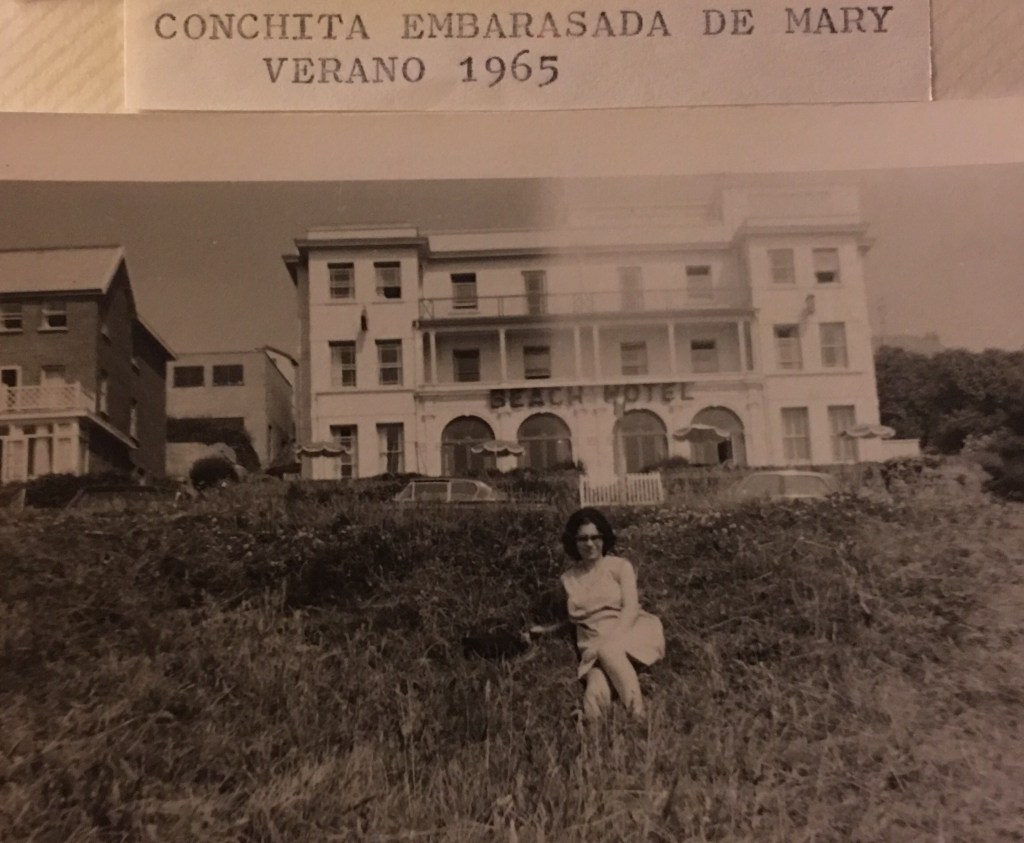 CONCHITA EMBARASADA DE MARY
VERANO 1965
BEACH HOTEL